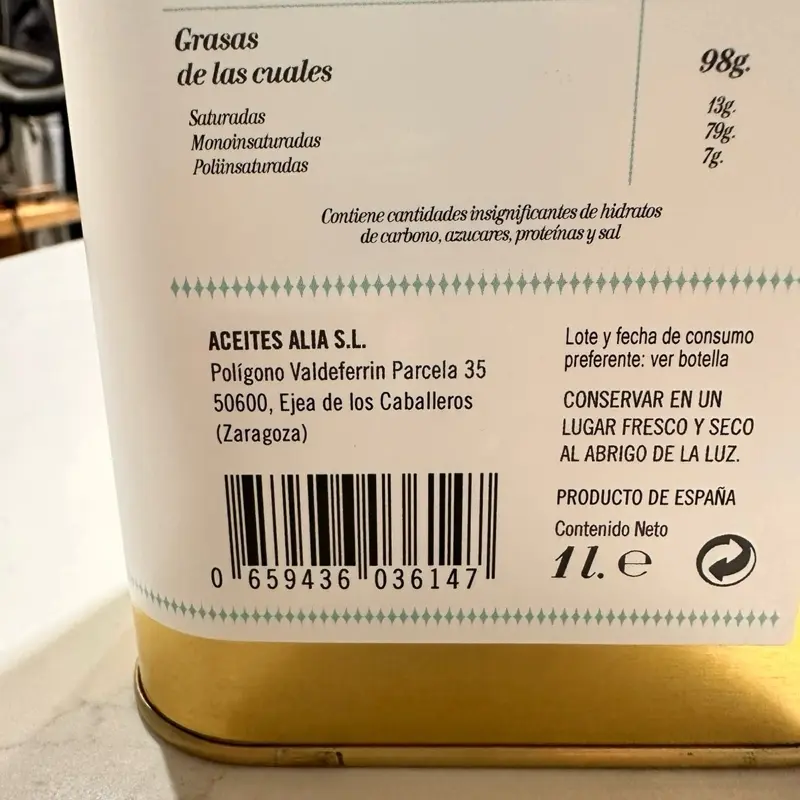 Grasas
de las cuales
98g.
Saturadas 13g.
Monoinsaturadas 79g.
Poliinsaturadas 7g.
Contiene cantidades insignificantes de hidratos
de carbono, azucares, proteínas y sal
ACEITES ALIA S.L.
Polígono Valdeferrin Parcela 35
50600, Ejea de los Caballeros
(Zaragoza)
0 659436 036147
Lote y fecha de consumo
preferente: ver botella
CONSERVAR EN UN
LUGAR FRESCO Y SECO
AL ABRIGO DE LA LUZ.
PRODUCTO DE ESPAÑA
Contenido Neto
1l. e